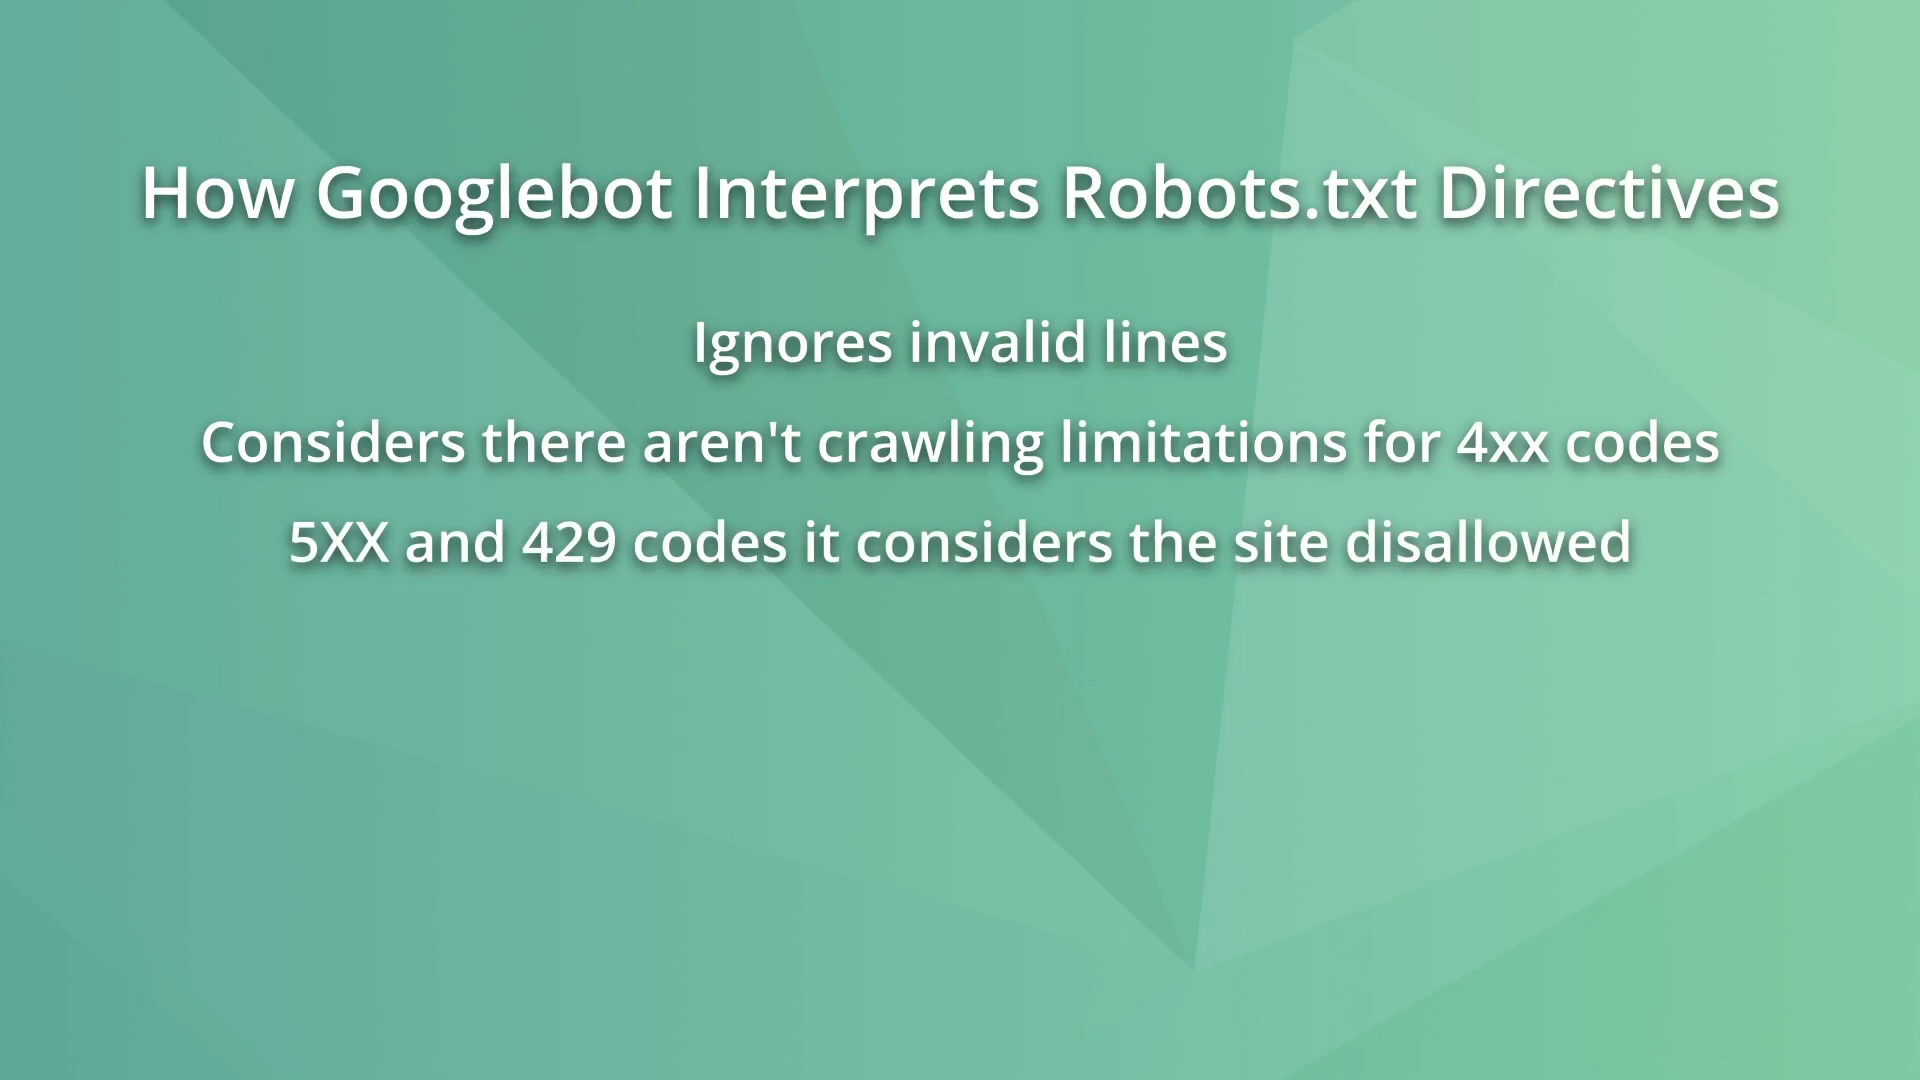 How Googlebot Interprets Robots.txt Directives
Ignores invalid lines
Considers there aren't crawling limitations for 4xx codes
5XX and 429 codes it considers the site disallowed